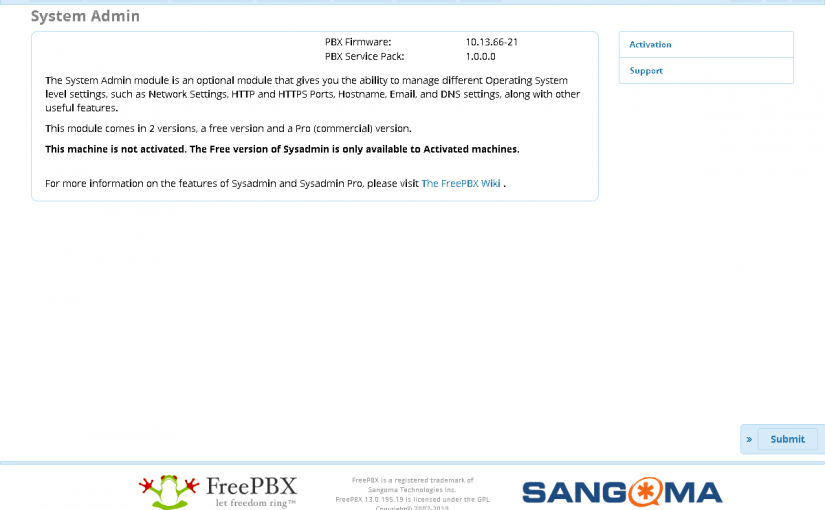 System Admin
PBX Firmware: 10.13.66-21
PBX Service Pack: 1.0.0.0
The System Admin module is an optional module that gives you the ability to manage different Operating System
level settings, such as Network Settings, HTTP and HTTPS Ports, Hostname, Email, and DNS settings, along with other
useful features.
This module comes in 2 versions, a free version and a Pro (commercial) version.
This machine is not activated. The Free version of Sysadmin is only available to Activated machines.
For more information on the features of Sysadmin and Sysadmin Pro, please visit The FreePBX Wiki .
Activation
Support
» Submit
FreePBX
let freedom ring™
FreePBX is a registered trademark of
Sangoma Technologies Inc.
FreePBX 13.0.195.19 is licensed under the GPL
Copyright© 2007-2018
SANGOMA